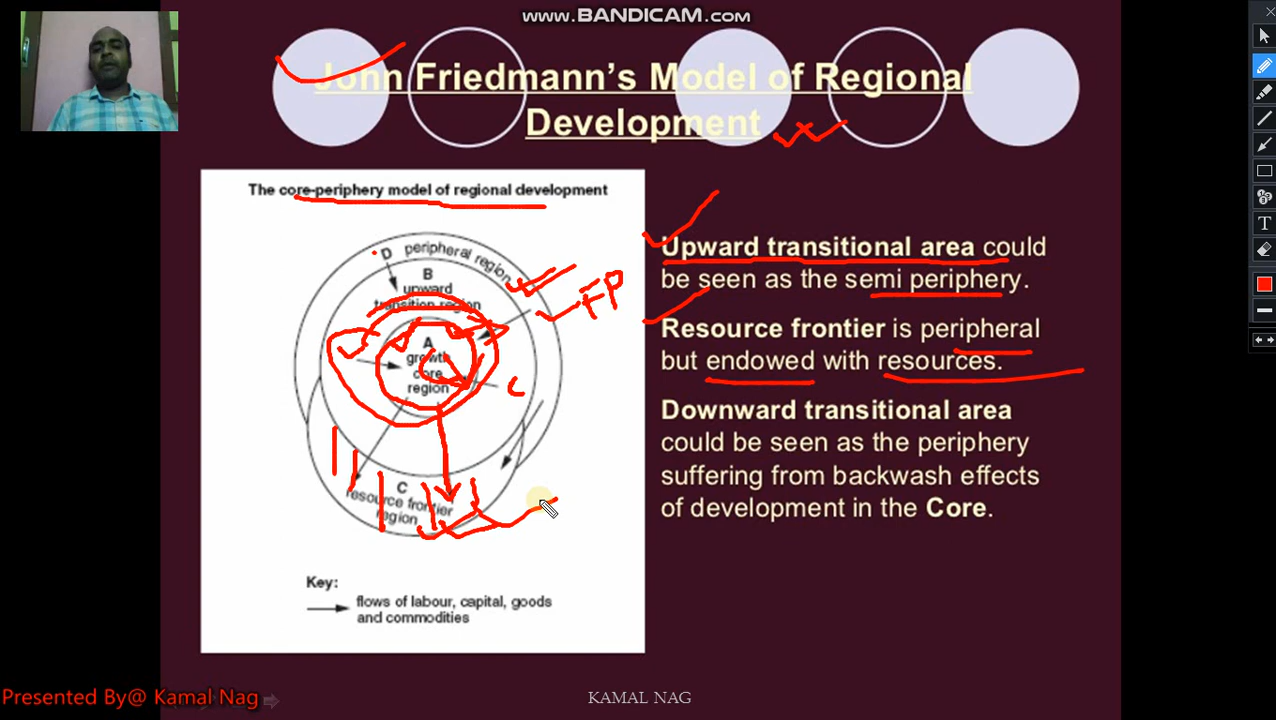 www.BANDICAM.com
John Friedmann's Model of Regional
Development
The core-periphery model of regional development
D peripheral region
B
upward
transition region
FP
A
growth
core
region
C
C
resource frontier
region
Key:
flows of labour, capital, goods
and commodities
Upward transitional area could
be seen as the semi periphery.
Resource frontier is peripheral
but endowed with resources.
Downward transitional area
could be seen as the periphery
suffering from backwash effects
of development in the Core.
Presented By@ Kamal Nag
KAMAL NAG
T